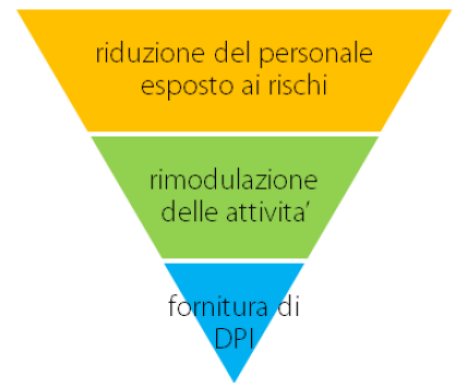 riduzione del personale
esposto ai rischi
rimodulazione
delle attivita’
fornitura di
DPI